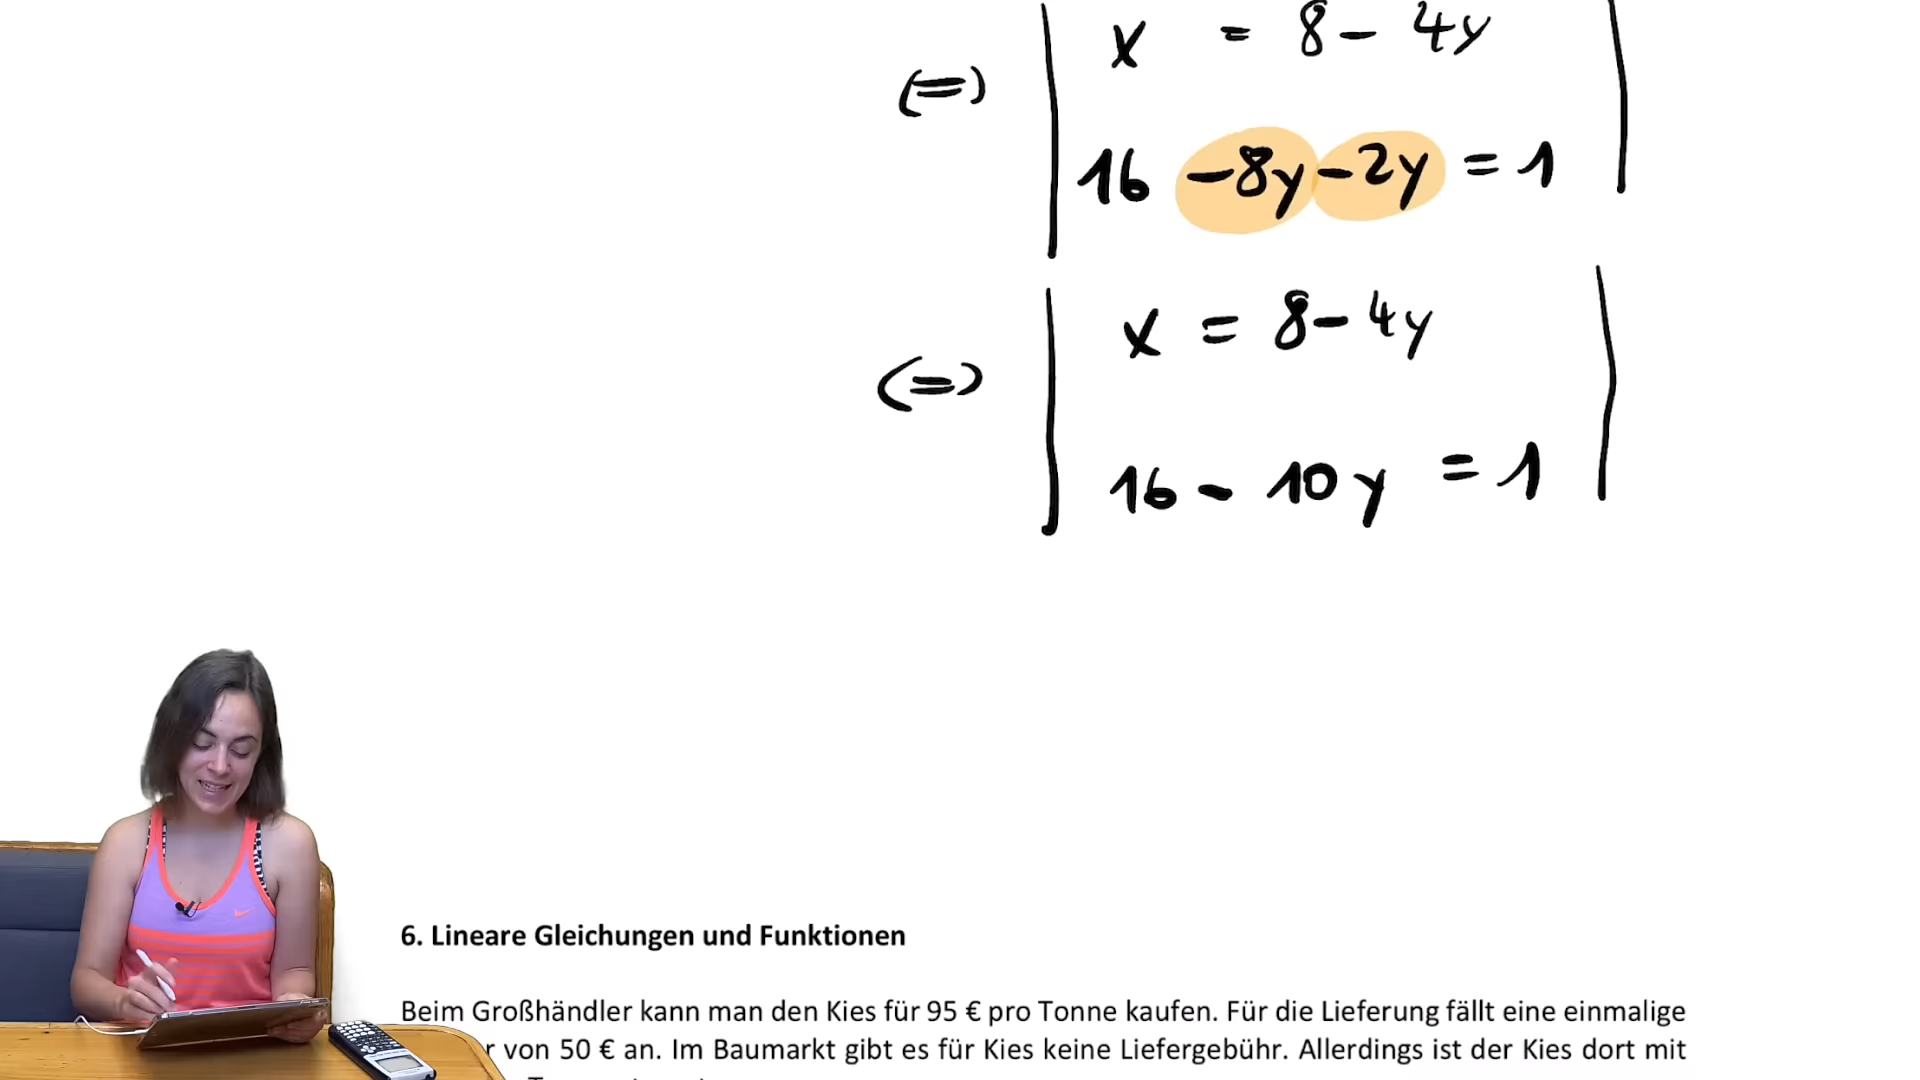 x = 8 - 4y
(=)
16 -8y -2y = 1
x = 8 - 4y
(=)
16 - 10y = 1
6. Lineare Gleichungen und Funktionen
Beim Großhändler kann man den Kies für 95 € pro Tonne kaufen. Für die Lieferung fällt eine einmalige
von 50 € an. Im Baumarkt gibt es für Kies keine Liefergebühr. Allerdings ist der Kies dort mit